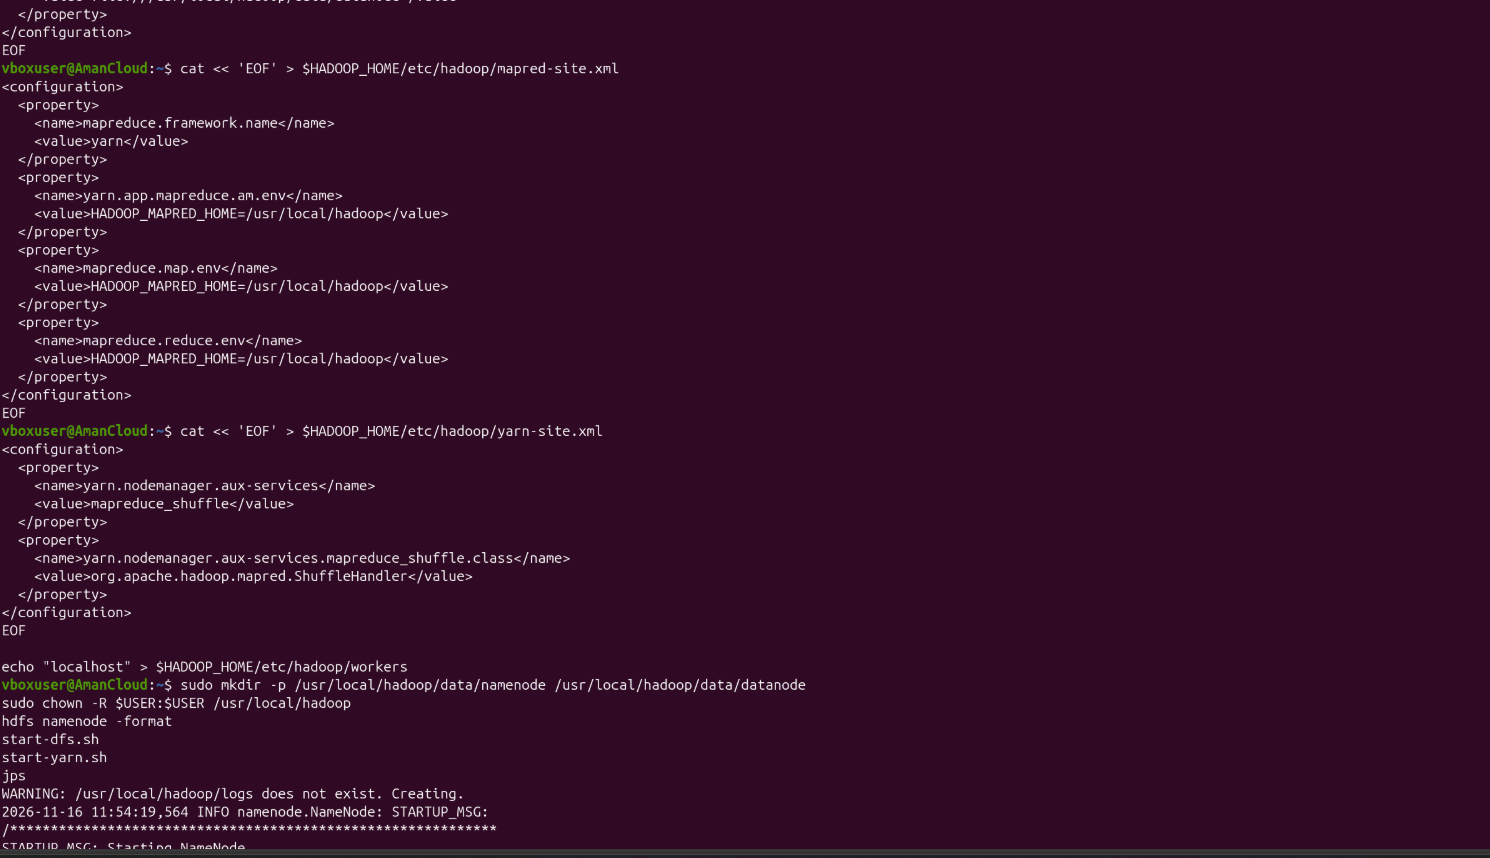 </property>
</configuration>
EOF
vboxuser@AmanCloud:~$ cat << 'EOF' > $HADOOP_HOME/etc/hadoop/mapred-site.xml
<configuration>
  <property>
    <name>mapreduce.framework.name</name>
    <value>yarn</value>
  </property>
  <property>
    <name>yarn.app.mapreduce.am.env</name>
    <value>HADOOP_MAPRED_HOME=/usr/local/hadoop</value>
  </property>
  <property>
    <name>mapreduce.map.env</name>
    <value>HADOOP_MAPRED_HOME=/usr/local/hadoop</value>
  </property>
  <property>
    <name>mapreduce.reduce.env</name>
    <value>HADOOP_MAPRED_HOME=/usr/local/hadoop</value>
  </property>
</configuration>
EOF
vboxuser@AmanCloud:~$ cat << 'EOF' > $HADOOP_HOME/etc/hadoop/yarn-site.xml
<configuration>
  <property>
    <name>yarn.nodemanager.aux-services</name>
    <value>mapreduce_shuffle</value>
  </property>
  <property>
    <name>yarn.nodemanager.aux-services.mapreduce_shuffle.class</name>
    <value>org.apache.hadoop.mapred.ShuffleHandler</value>
  </property>
</configuration>
EOF

echo "localhost" > $HADOOP_HOME/etc/hadoop/workers
vboxuser@AmanCloud:~$ sudo mkdir -p /usr/local/hadoop/data/namenode /usr/local/hadoop/data/datanode
sudo chown -R $USER:$USER /usr/local/hadoop
hdfs namenode -format
start-dfs.sh
start-yarn.sh
jps
WARNING: /usr/local/hadoop/logs does not exist. Creating.
2026-11-16 11:54:19,564 INFO namenode.NameNode: STARTUP_MSG:
/************************************************************
STARTUP_MSG: Starting NameNode